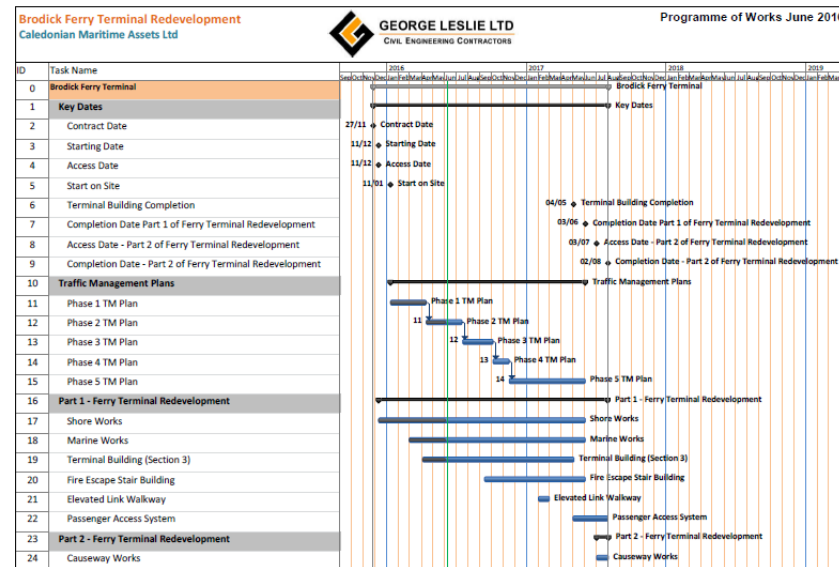 Brodick Ferry Terminal Redevelopment
Caledonian Maritime Assets Ltd
GEORGE LESLIE LTD
CIVIL ENGINEERING CONTRACTORS
Programme of Works June 2016
ID Task Name
2016 2017 2018 2019
0 Brodick Ferry Terminal Brodick Ferry Terminal
1 Key Dates Key Dates
2 Contract Date 27/11 Contract Date
3 Starting Date 11/12 Starting Date
4 Access Date 11/12 Access Date
5 Start on Site 11/01 Start on Site
6 Terminal Building Completion 04/05 Terminal Building Completion
7 Completion Date Part 1 of Ferry Terminal Redevelopment 03/06 Completion Date Part 1 of Ferry Terminal Redevelopment
8 Access Date - Part 2 of Ferry Terminal Redevelopment 03/07 Access Date - Part 2 of Ferry Terminal Redevelopment
9 Completion Date - Part 2 of Ferry Terminal Redevelopment 02/08 Completion Date - Part 2 of Ferry Terminal Redevelopment
10 Traffic Management Plans Traffic Management Plans
11 Phase 1 TM Plan Phase 1 TM Plan
12 Phase 2 TM Plan 11 Phase 2 TM Plan
13 Phase 3 TM Plan 12 Phase 3 TM Plan
14 Phase 4 TM Plan 13 Phase 4 TM Plan
15 Phase 5 TM Plan 14 Phase 5 TM Plan
16 Part 1 - Ferry Terminal Redevelopment Part 1 - Ferry Terminal Redevelopment
17 Shore Works Shore Works
18 Marine Works Marine Works
19 Terminal Building (Section 3) Terminal Building (Section 3)
20 Fire Escape Stair Building Fire Escape Stair Building
21 Elevated Link Walkway Elevated Link Walkway
22 Passenger Access System Passenger Access System
23 Part 2 - Ferry Terminal Redevelopment Part 2 - Ferry Terminal Redevelopment
24 Causeway Works Causeway Works